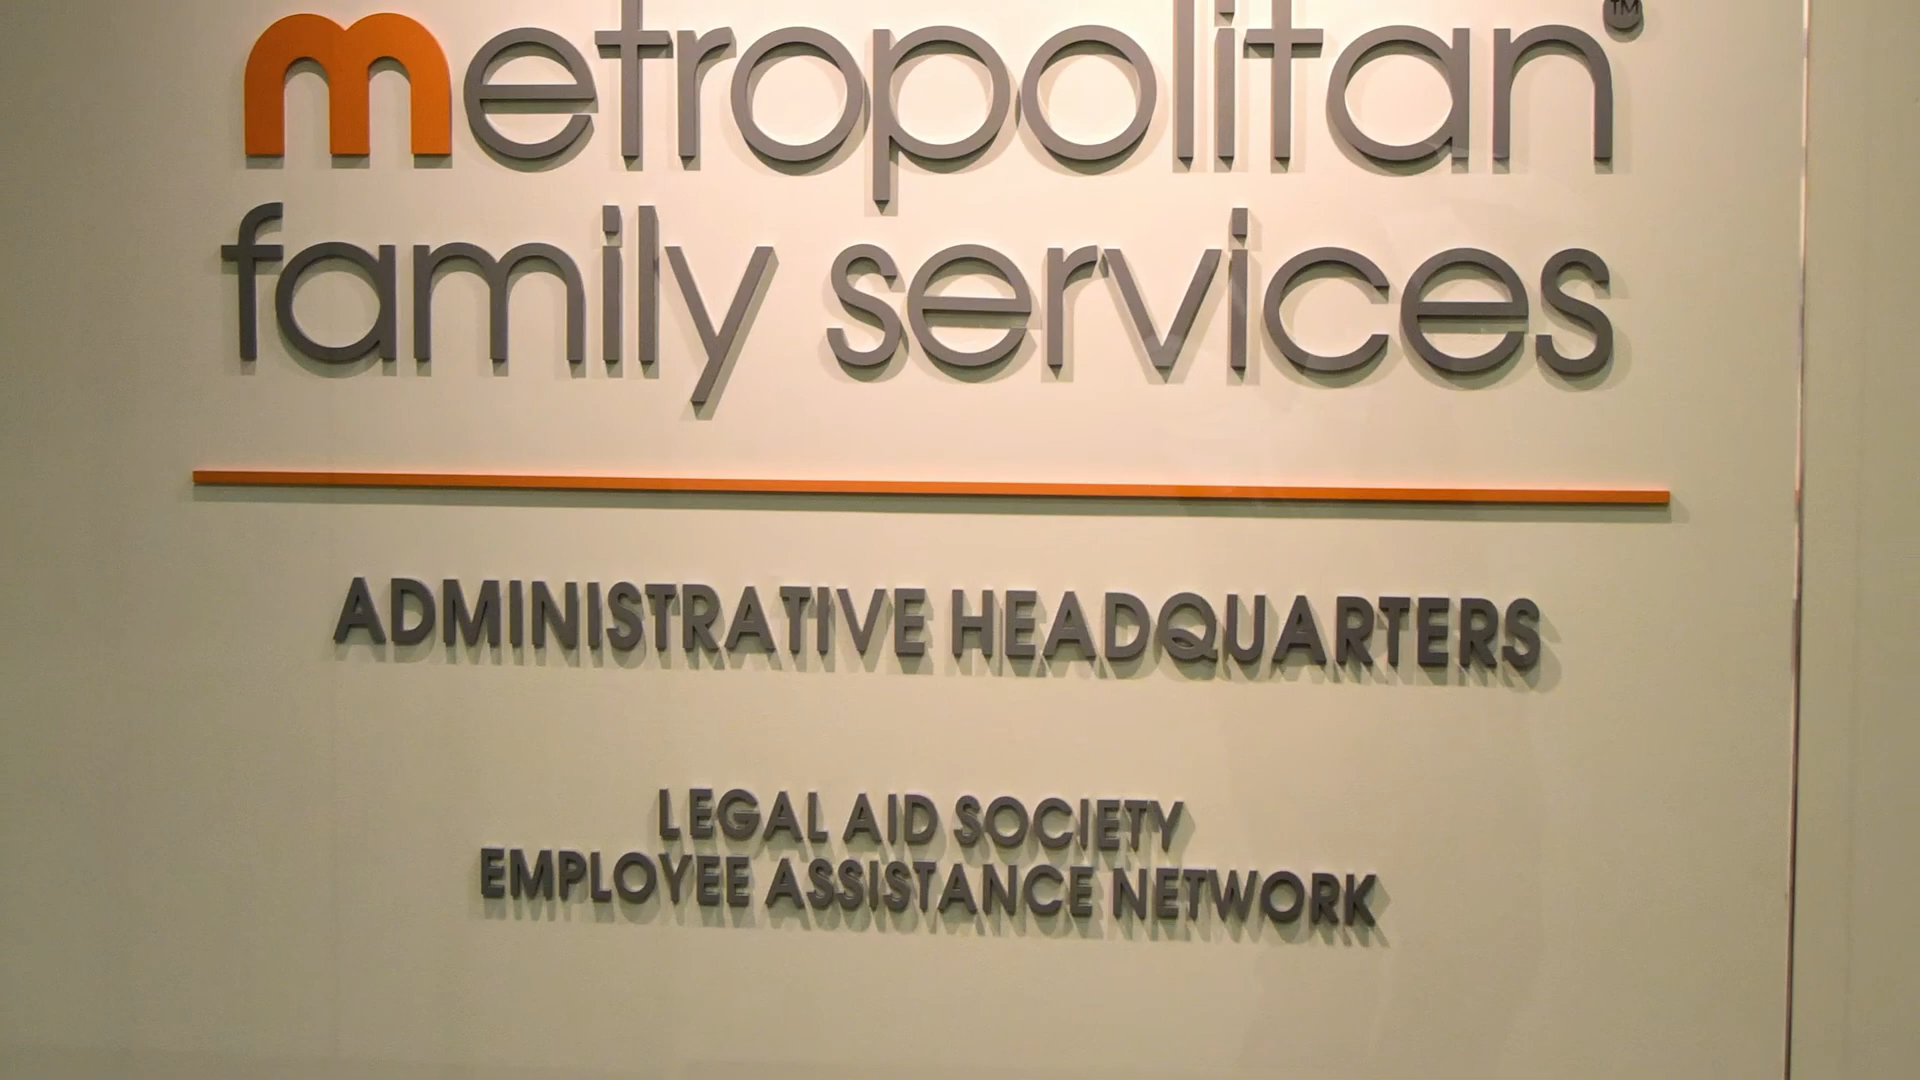 metropolitan™
family services
ADMINISTRATIVE HEADQUARTERS
LEGAL AID SOCIETY
EMPLOYEE ASSISTANCE NETWORK